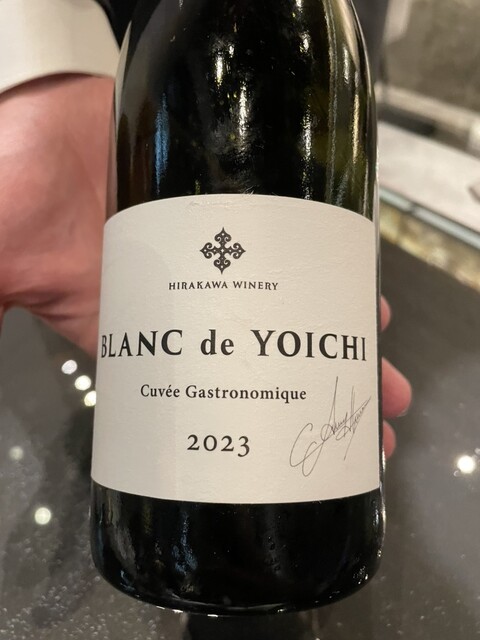 HIRAKAWA WINERY
BLANC de YOICHI
Cuvée Gastronomique
2023